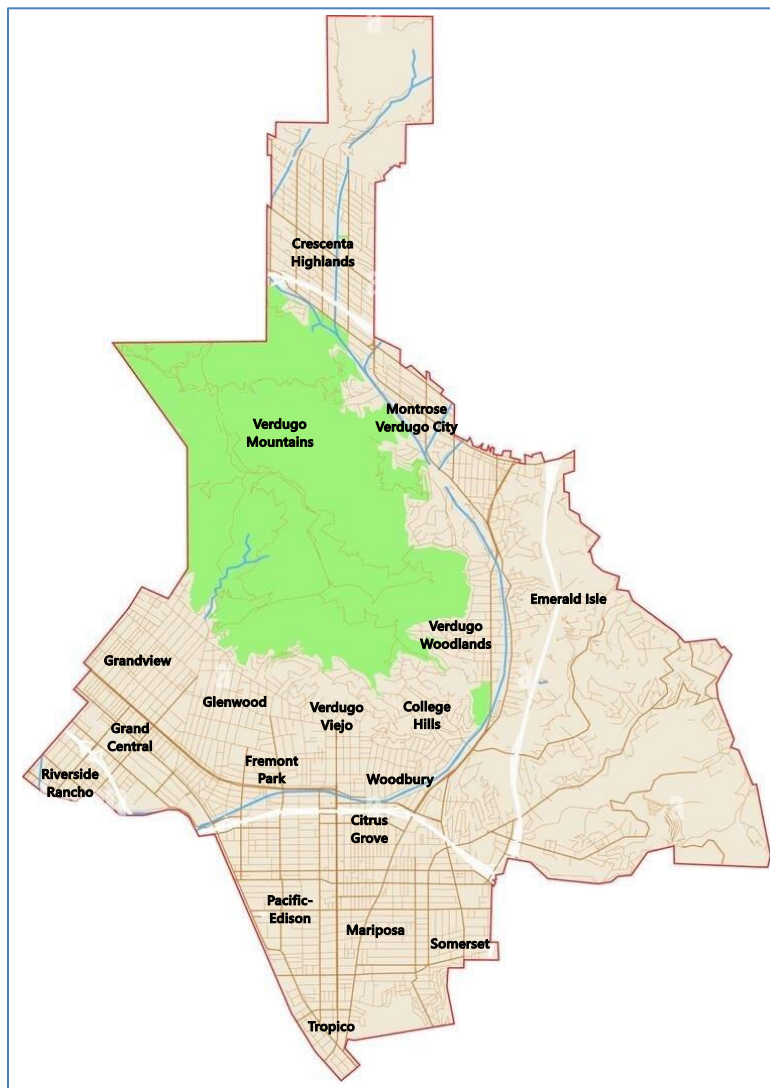 Crescenta
Highlands
Montrose
Verdugo City
Verdugo
Mountains
Emerald Isle
Verdugo
Woodlands
Grandview
Glenwood
Verdugo
Viejo
College
Hills
Grand
Central
Fremont
Park
Riverside
Rancho
Woodbury
Citrus
Grove
Pacific-
Edison
Mariposa
Somerset
Tropico